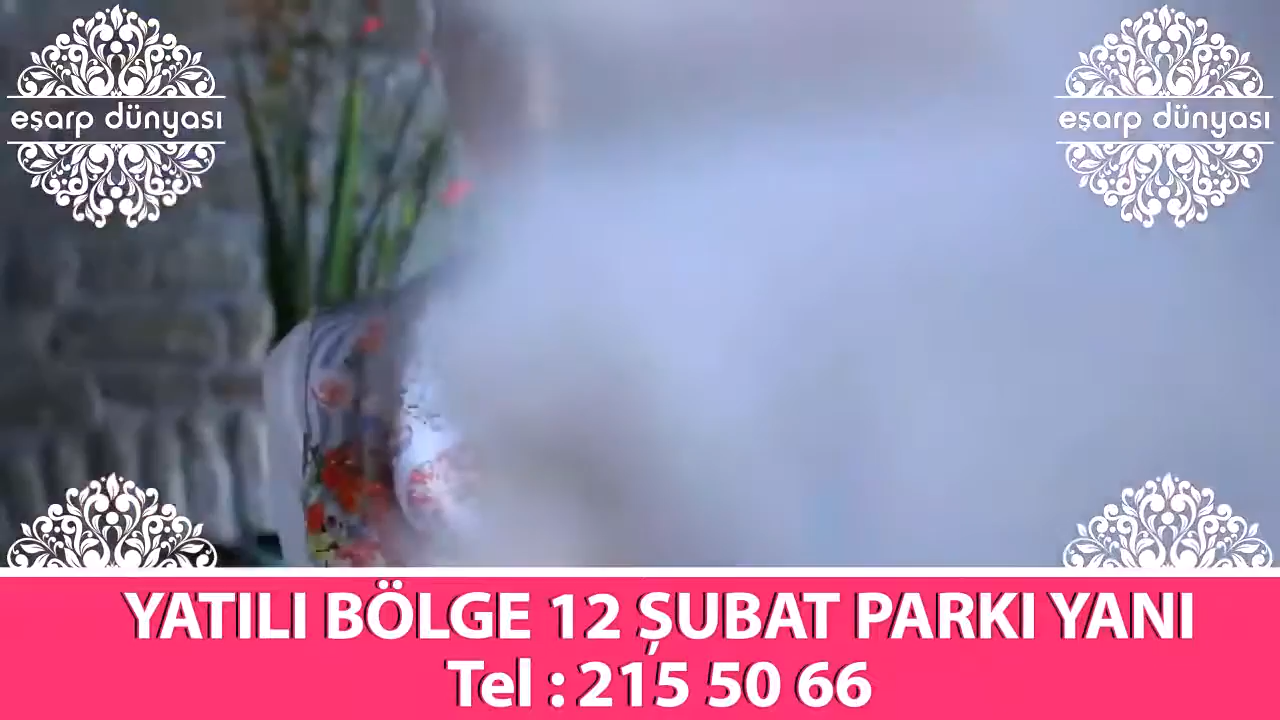 eşarp dünyası
eşarp dünyası
YATILI BÖLGE 12 ŞUBAT PARKI YANI
Tel : 215 50 66